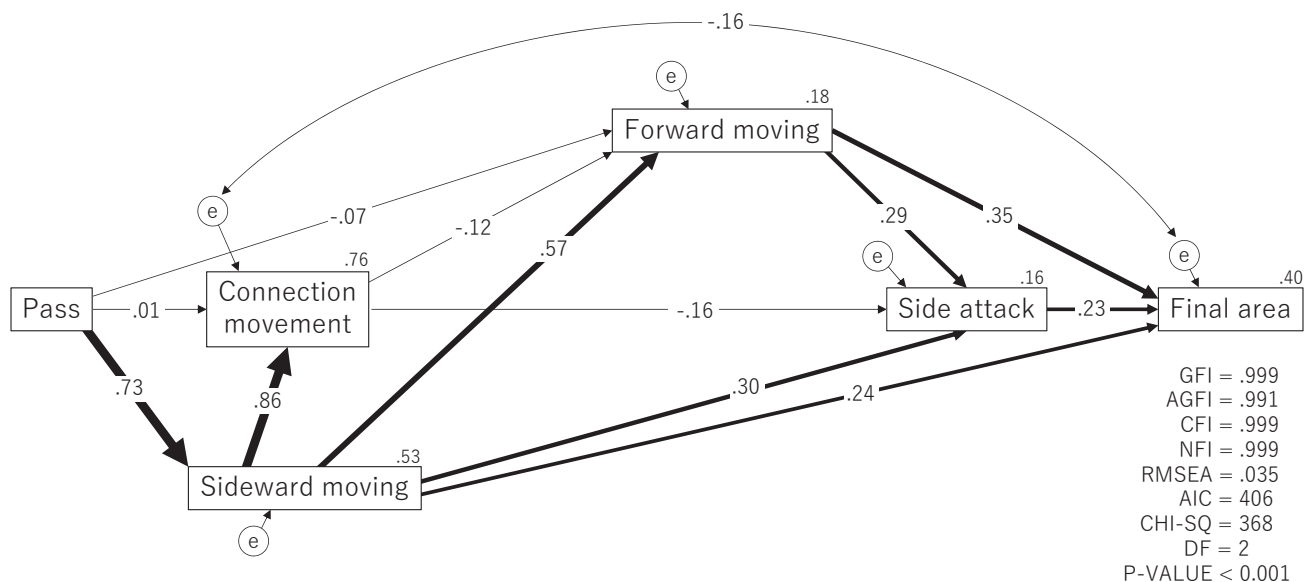 -.16
e
.18
Forward moving
e
-.07
-.12
.57
.29
.35
e
e
.76
Connection
movement
Pass
.01
-.16
.16
Side attack
.23
.40
Final area
.73
.86
.30
.24
.53
Sideward moving
e
GFI = .999
AGFI = .991
CFI = .999
NFI = .999
RMSEA = .035
AIC = 406
CHI-SQ = 368
DF = 2
P-VALUE < 0.001